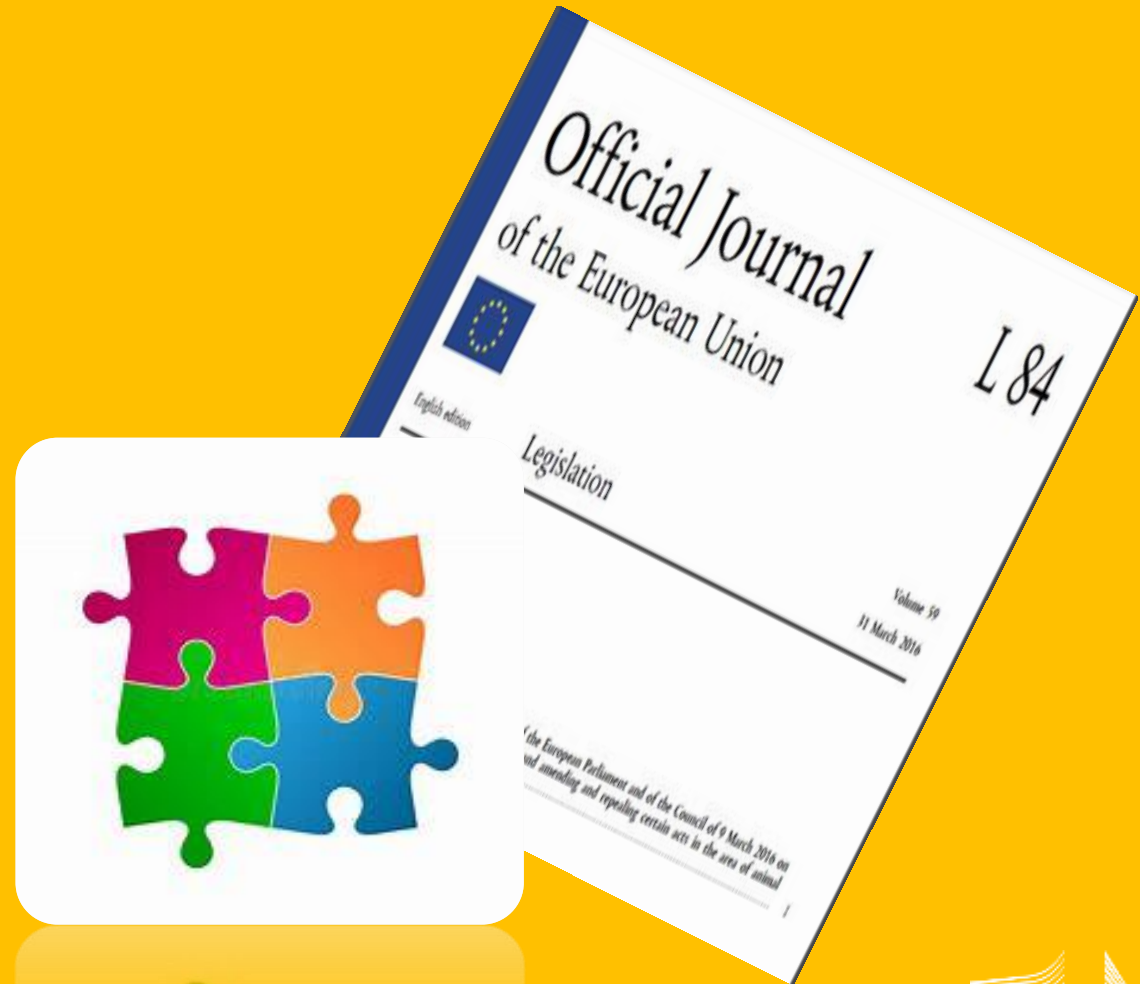 Official Journal
of the European Union
L 84
English edition
Legislation
Volume 59
31 March 2016
the European Parliament and of the Council of 9 March 2016 on
and amending and repealing certain acts in the area of animal
1